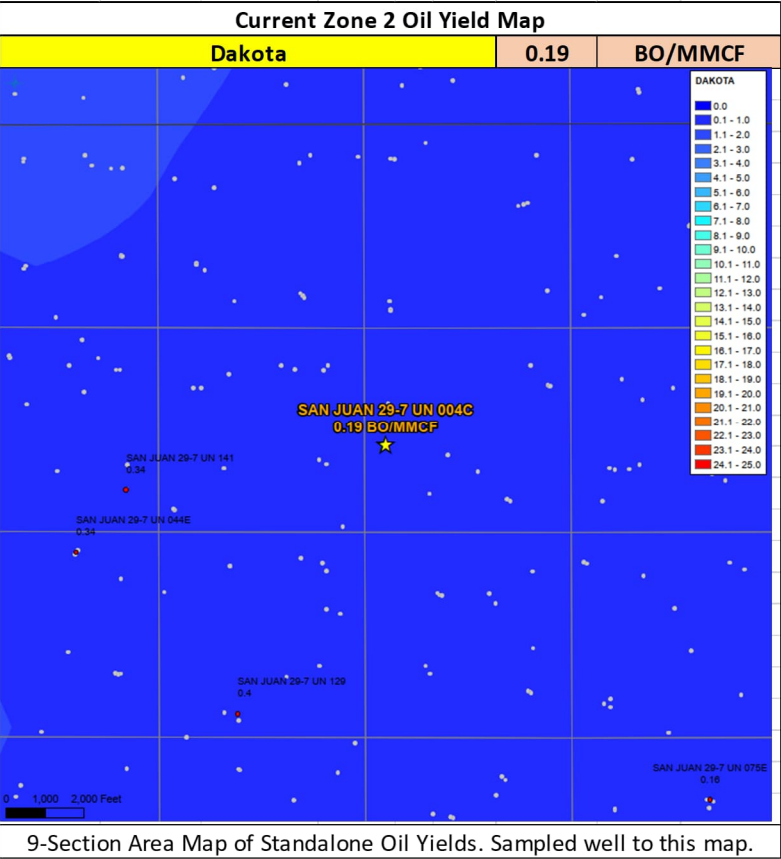 Current Zone 2 Oil Yield Map
Dakota 0.19 BO/MMCF
DAKOTA
0.0
0.1 - 1.0
1.1 - 2.0
2.1 - 3.0
3.1 - 4.0
4.1 - 5.0
5.1 - 6.0
6.1 - 7.0
7.1 - 8.0
8.1 - 9.0
9.1 - 10.0
10.1 - 11.0
11.1 - 12.0
12.1 - 13.0
13.1 - 14.0
14.1 - 15.0
15.1 - 16.0
16.1 - 17.0
17.1 - 18.0
18.1 - 19.0
19.1 - 20.0
20.1 - 21.0
21.1 - 22.0
22.1 - 23.0
23.1 - 24.0
24.1 - 25.0
SAN JUAN 29-7 UN 004C
0.19 BO/MMCF
SAN JUAN 29-7 UN 141
0.34
SAN JUAN 29-7 UN 044E
0.34
SAN JUAN 29-7 UN 129
0.4
SAN JUAN 29-7 UN 075E
0.16
0 1,000 2,000 Feet
9-Section Area Map of Standalone Oil Yields. Sampled well to this map.